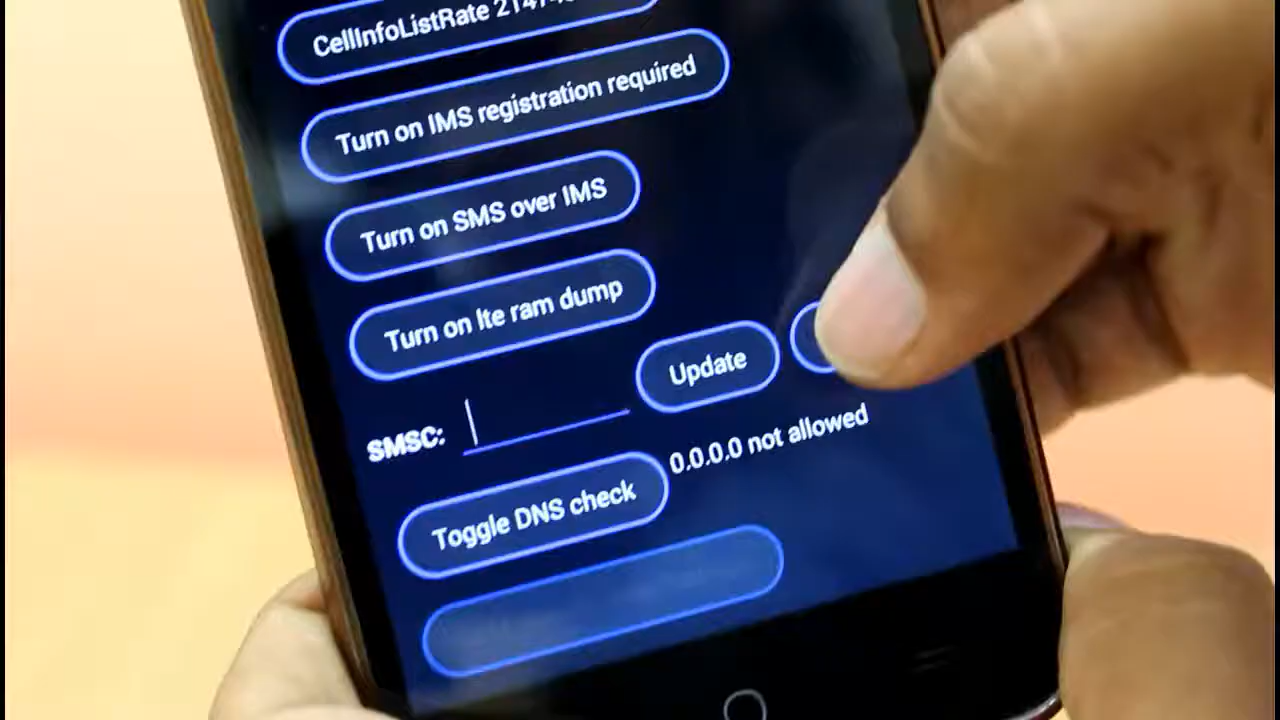 CellInfoListRate
Turn on IMS registration required
Turn on SMS over IMS
Turn on lte ram dump
SMSC:
Update
0.0.0.0 not allowed
Toggle DNS check